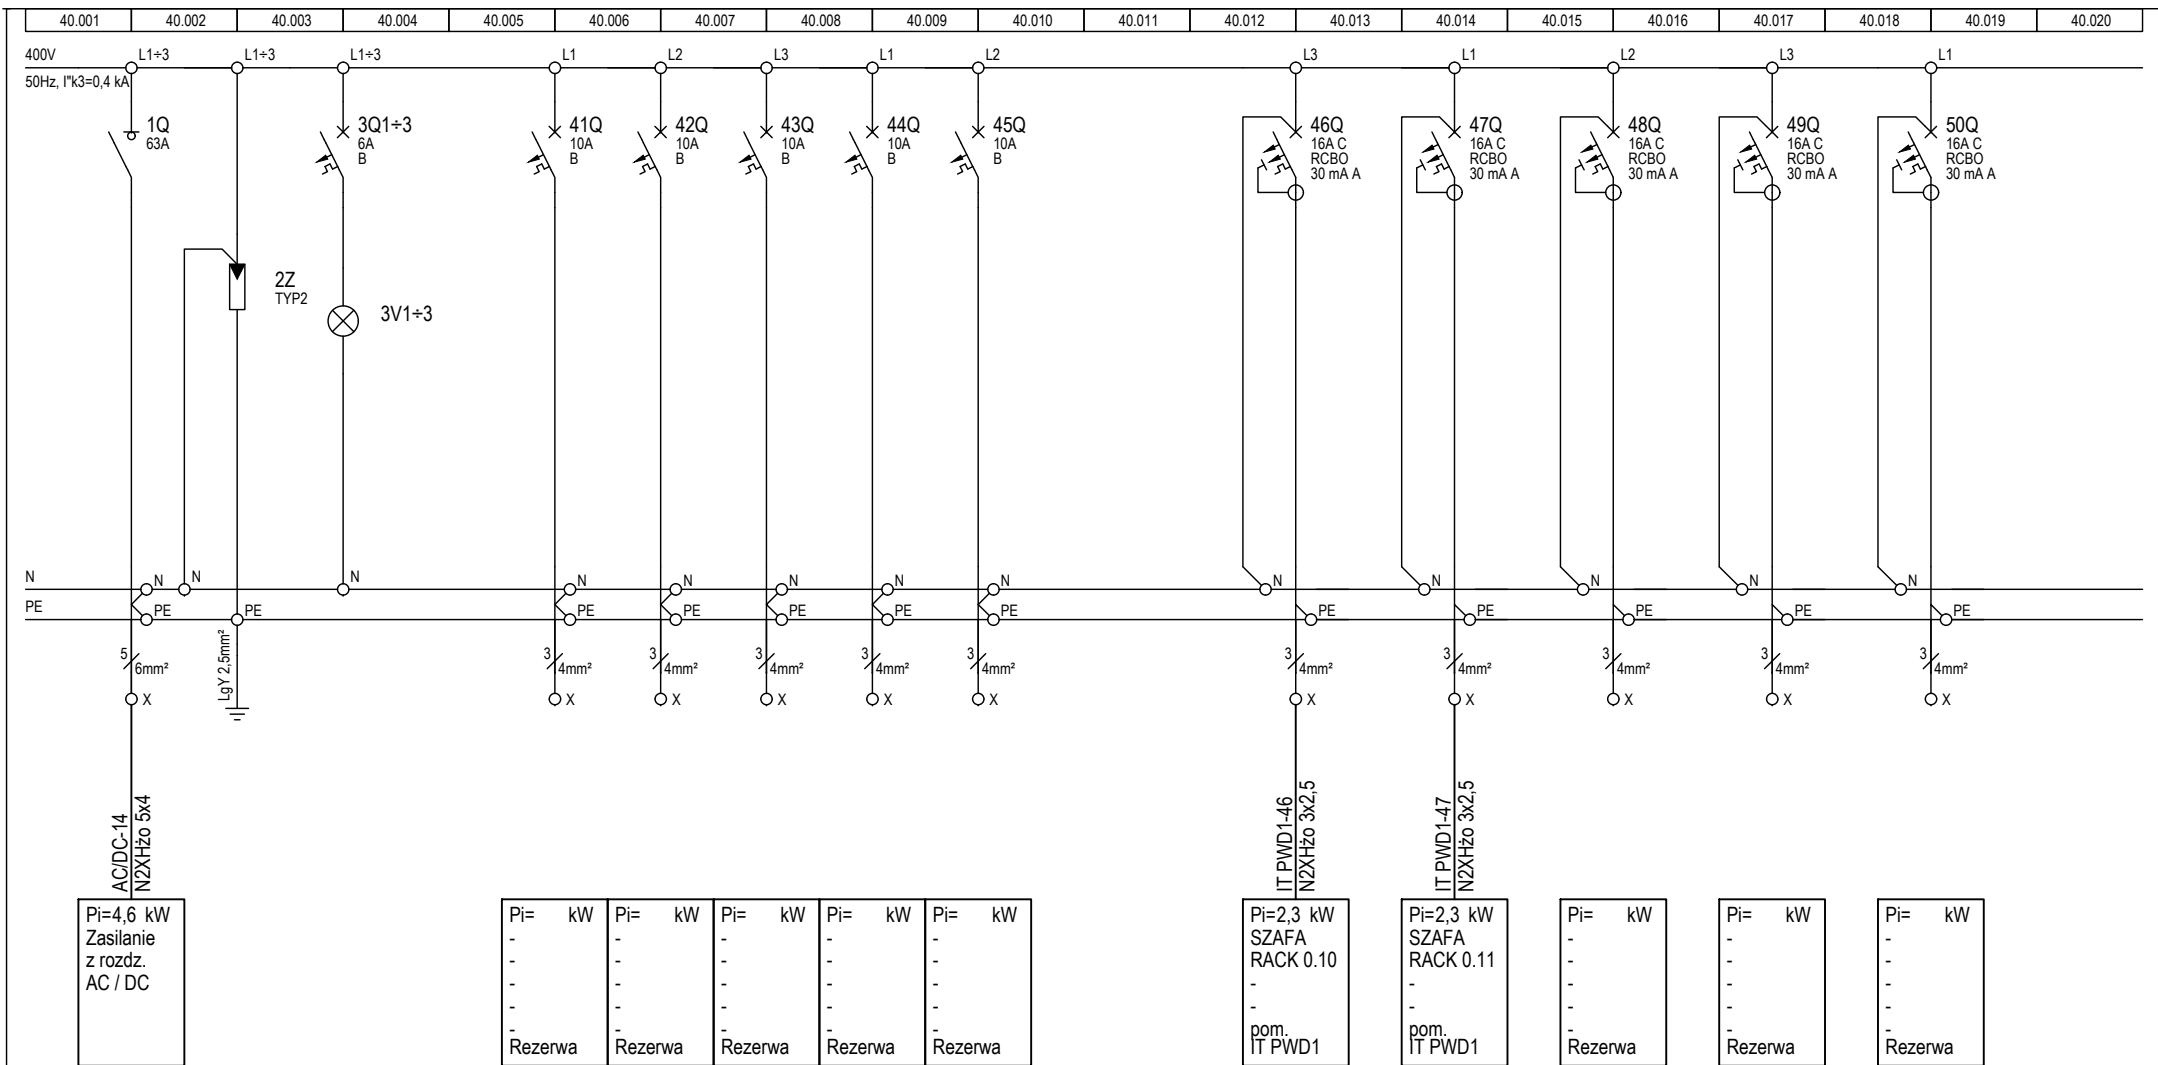 40.001 40.002 40.003 40.004 40.005 40.006 40.007 40.008 40.009 40.010 40.011 40.012 40.013 40.014 40.015 40.016 40.017 40.018 40.019 40.020
400V L1÷3 L1÷3 L1÷3 L1 L2 L3 L1 L2 L3 L1 L2 L3 L1
50Hz, I"k3=0,4 kA
1Q
63A
2Z
TYP2
3Q1÷3
6A
B
3V1÷3
41Q
10A
B
42Q
10A
B
43Q
10A
B
44Q
10A
B
45Q
10A
B
46Q
16A C
RCBO
30 mA A
47Q
16A C
RCBO
30 mA A
48Q
16A C
RCBO
30 mA A
49Q
16A C
RCBO
30 mA A
50Q
16A C
RCBO
30 mA A
N N N N N N N N N N N N N N
PE PE PE PE PE PE PE PE PE PE PE PE PE
5 6mm²
LgY 2,5mm²
3 4mm²
3 4mm²
3 4mm²
3 4mm²
3 4mm²
3 4mm²
3 4mm²
3 4mm²
3 4mm²
3 4mm²
X X X X X X X X X X X
AC/DC-14
N2XHżo 5x4
IT PWD1-46
N2XHżo 3x2,5
IT PWD1-47
N2XHżo 3x2,5
Pi=4,6 kW
Zasilanie
z rozdz.
AC / DC
Pi= kW
-
-
-
-
-
Rezerwa
Pi= kW
-
-
-
-
-
Rezerwa
Pi= kW
-
-
-
-
-
Rezerwa
Pi= kW
-
-
-
-
-
Rezerwa
Pi= kW
-
-
-
-
-
Rezerwa
Pi=2,3 kW
SZAFA
RACK 0.10
-
-
pom.
IT PWD1
Pi=2,3 kW
SZAFA
RACK 0.11
-
-
pom.
IT PWD1
Pi= kW
-
-
-
-
-
Rezerwa
Pi= kW
-
-
-
-
-
Rezerwa
Pi= kW
-
-
-
-
-
Rezerwa